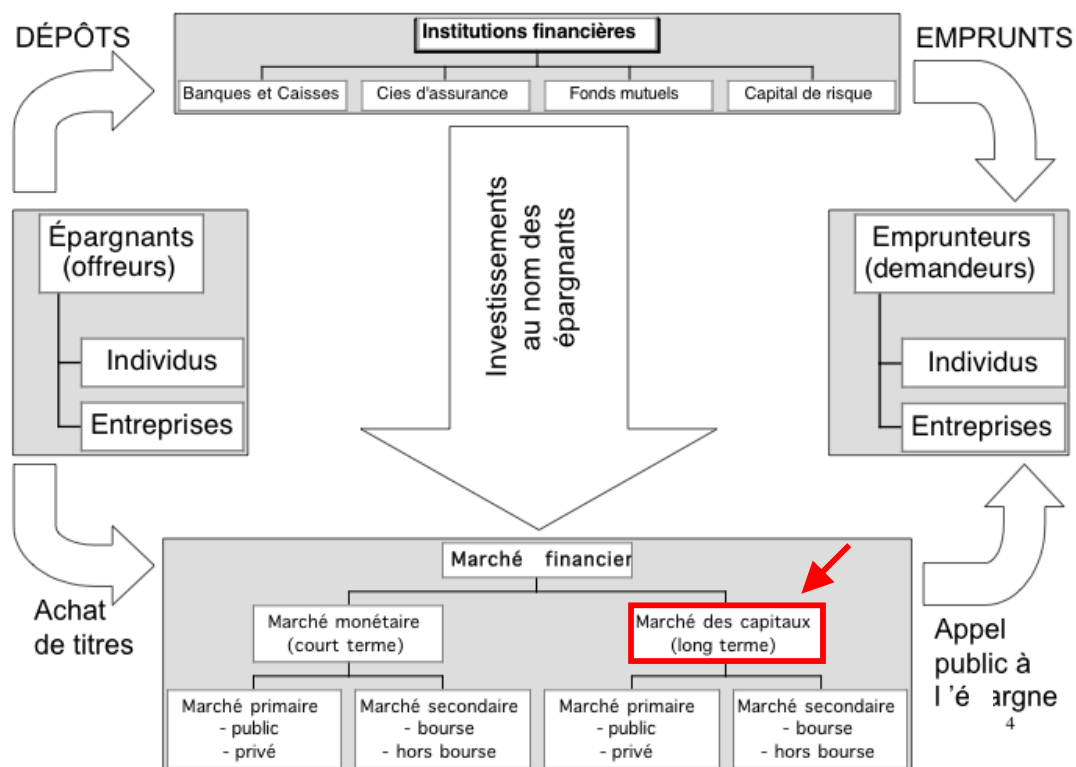 DÉPÔTS
Institutions financières
EMPRUNTS
Banques et Caisses
Cies d'assurance
Fonds mutuels
Capital de risque
Investissements
au nom des
épargnants
Épargnants
(offreurs)
Individus
Entreprises
Emprunteurs
(demandeurs)
Individus
Entreprises
Achat
de titres
Marché financier
Marché monétaire
(court terme)
Marché des capitaux
(long terme)
Marché primaire
- public
- privé
Marché secondaire
- bourse
- hors bourse
Marché primaire
- public
- privé
Marché secondaire
- bourse
- hors bourse
Appel
public à
l 'é argne
4